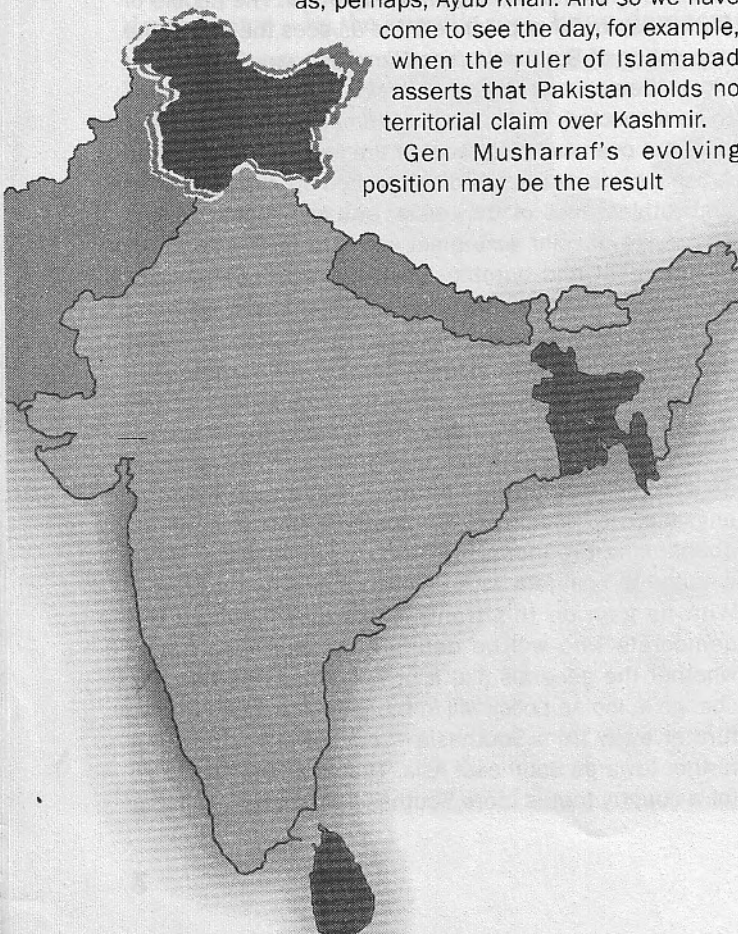 as, perhaps, Ayub Khan. And so we have
come to see the day, for example,
when the ruler of Islamabad
asserts that Pakistan holds no
territorial claim over Kashmir.
Gen Musharraf's evolving
position may be the result